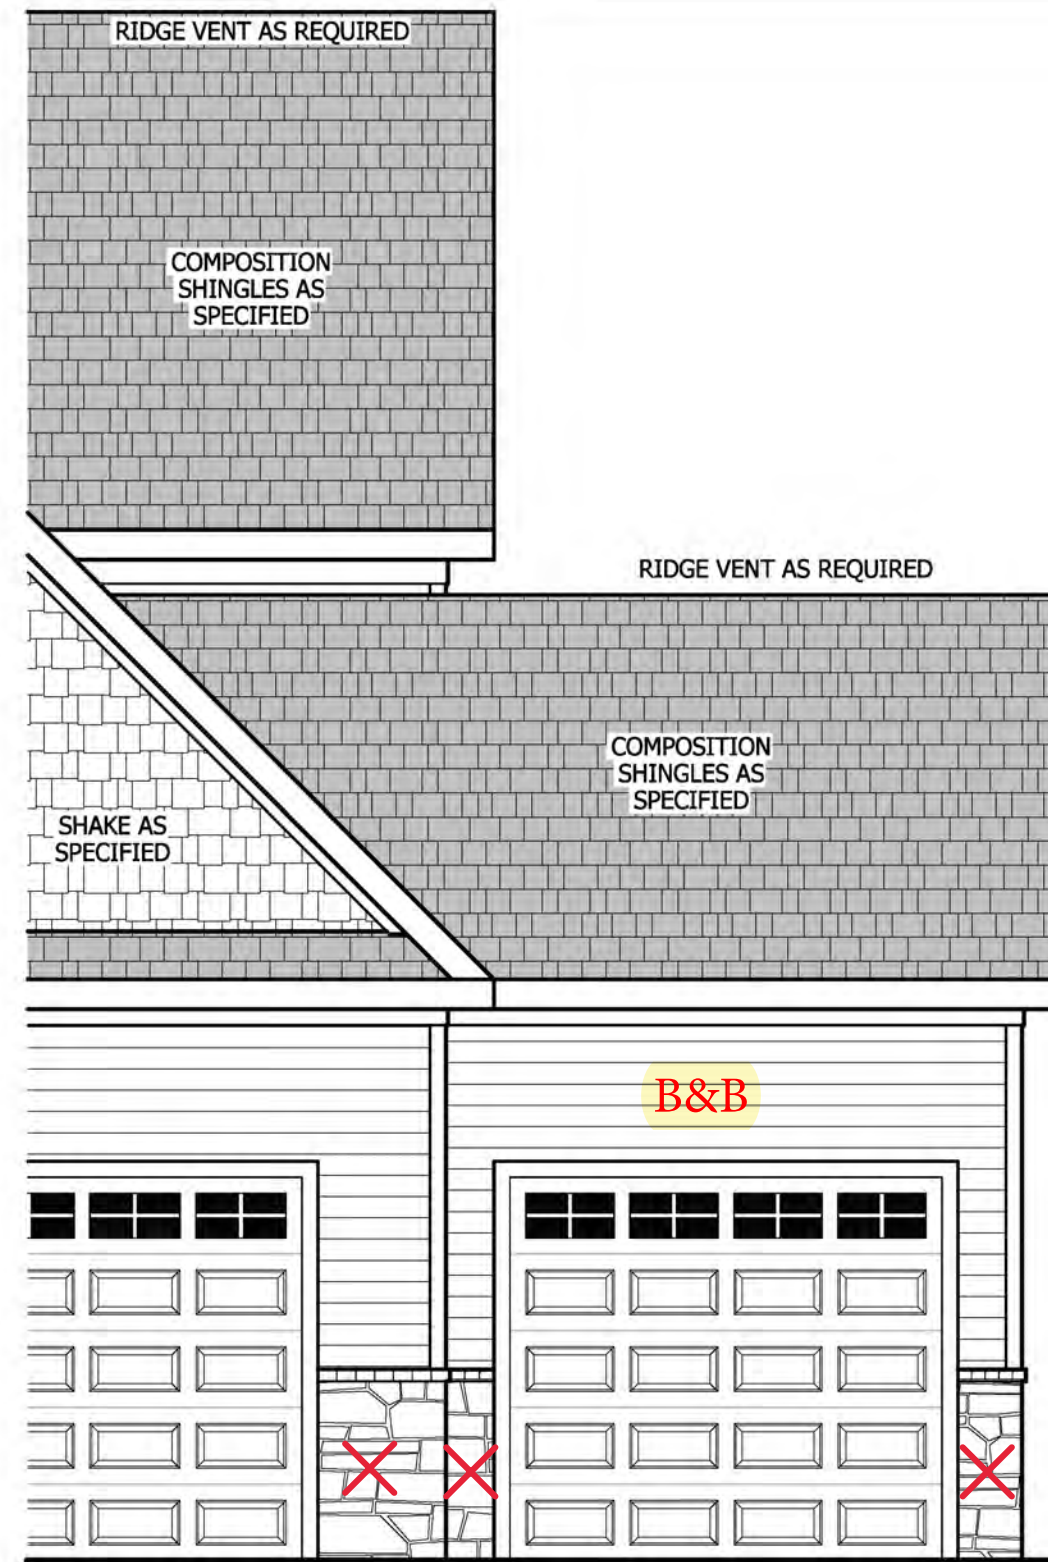 RIDGE VENT AS REQUIRED
COMPOSITION
SHINGLES AS
SPECIFIED
RIDGE VENT AS REQUIRED
COMPOSITION
SHINGLES AS
SPECIFIED
SHAKE AS
SPECIFIED
B&B